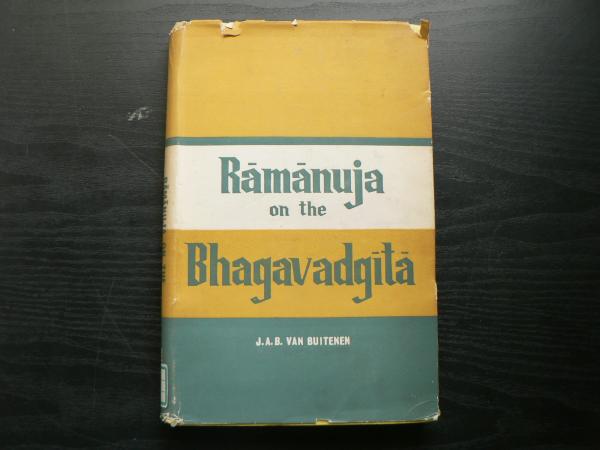 Rāmānuja
on the
Bhagavadgītā
J.A.B. VAN BUITENEN